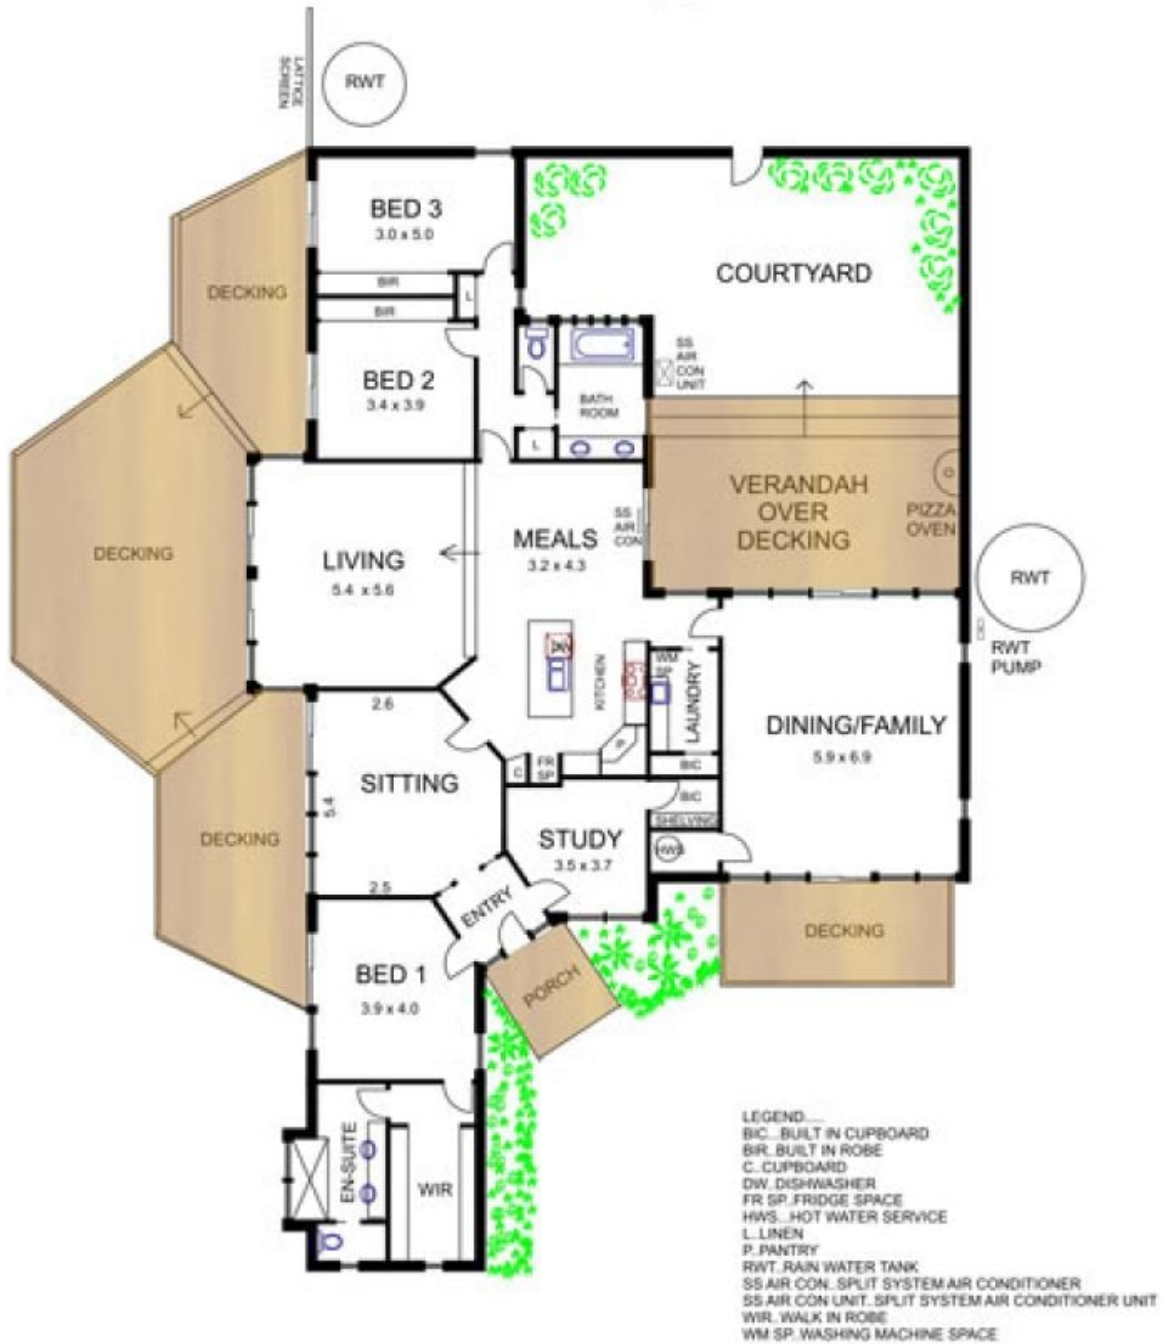 LATTICE
SCREEN
RWT
BED 3
3.0 x 5.0
BIR
BIR
L
DECKING
COURTYARD
BED 2
3.4 x 3.9
SS
AIR
CON
UNIT
BATH
ROOM
L
VERANDAH
OVER
DECKING
PIZZA
OVEN
DECKING
LIVING
5.4 x 5.6
MEALS
3.2 x 4.3
SS
AIR
CON
RWT
RWT
PUMP
DW
KITCHEN
WM
SP
LAUNDRY
P
BIC
C
FR
SP
DINING/FAMILY
5.9 x 6.9
2.6
SITTING
5.4
2.5
DECKING
STUDY
3.5 x 3.7
BIC
SHELVING
HWS
ENTRY
DECKING
PORCH
BED 1
3.9 x 4.0
EN-SUITE
WIR
LEGEND....
BIC...BUILT IN CUPBOARD
BIR..BUILT IN ROBE
C..CUPBOARD
DW..DISHWASHER
FR SP..FRIDGE SPACE
HWS...HOT WATER SERVICE
L..LINEN
P..PANTRY
RWT..RAIN WATER TANK
SS AIR CON..SPLIT SYSTEM AIR CONDITIONER
SS AIR CON UNIT..SPLIT SYSTEM AIR CONDITIONER UNIT
WIR..WALK IN ROBE
WM SP..WASHING MACHINE SPACE